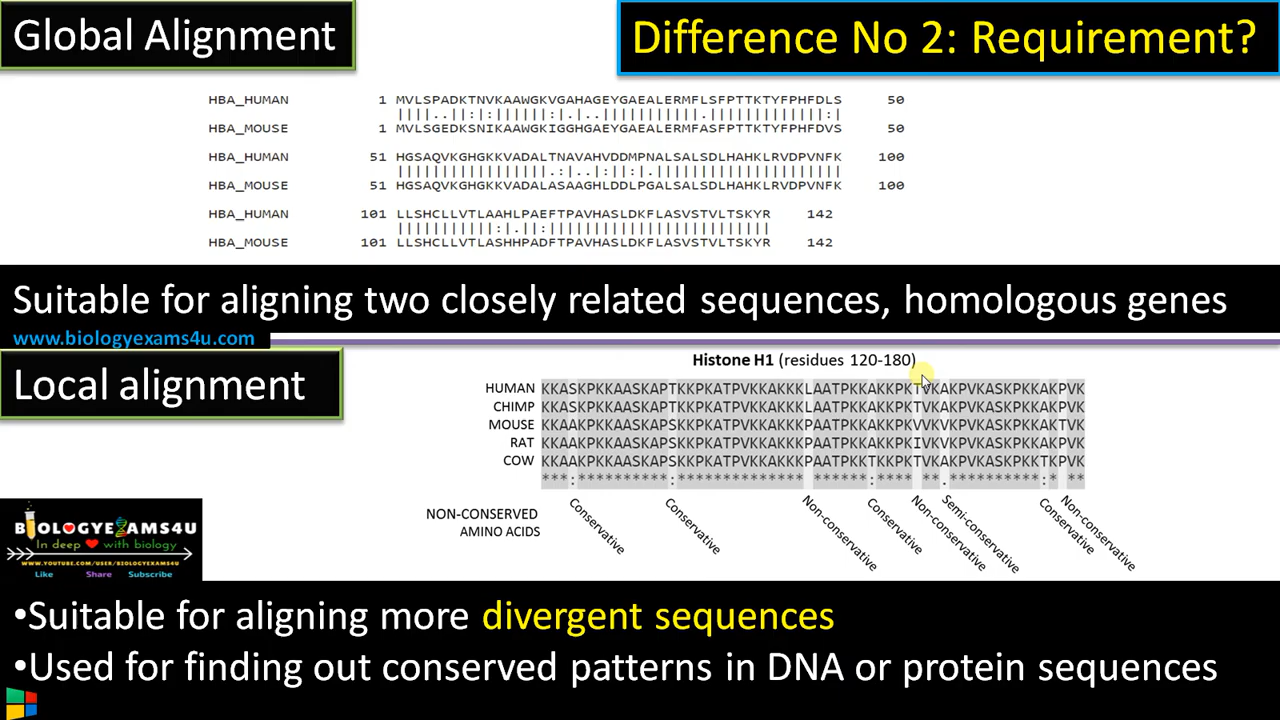 Global Alignment
Difference No 2: Requirement?
HBA_HUMAN 1 MVLSPADKTNVKAAWGKVGAHAGEYGAEALERMFLSFPTTKTYFPHFDLS 50
||||..||:|:||||||:|.|..|||||||||||.|||||||||||||:|
HBA_MOUSE 1 MVLSGEDKSNIKAAWGKIGGHGAEYGAEALERMFASFPTTKTYFPHFDVS 50
HBA_HUMAN 51 HGSAQVKGHGKKVADALTNAVAHVDDMPNALSALSDLHAHKLRVDPVNFK 100
|||||||||||||||||.:|.||:||:|.|||||||||||||||||||||
HBA_MOUSE 51 HGSAQVKGHGKKVADALASAAGHLDDLPGALSALSDLHAHKLRVDPVNFK 100
HBA_HUMAN 101 LLSHCLLVTLAAHLPAEFTPAVHASLDKFLASVSTVLTSKYR 142
|||||||||||:|.||:|||||||||||||||||||||||||
HBA_MOUSE 101 LLSHCLLVTLASHHPADFTPAVHASLDKFLASVSTVLTSKYR 142
Suitable for aligning two closely related sequences, homologous genes
www.biologyexams4u.com
Local alignment
Histone H1 (residues 120-180)
HUMAN KKASKPKKAASKAPTKKPKATPVKKAKKKLAATPKKAKKPKTVKAKPVKASKPKKAKPVK
CHIMP KKASKPKKAASKAPTKKPKATPVKKAKKKLAATPKKAKKPKTVKAKPVKASKPKKAKPVK
MOUSE KKAAKPKKAASKAPSKKPKATPVKKAKKKPAATPKKAKKPKVVKVKPVKASKPKKAKTVK
RAT KKAAKPKKAASKAPSKKPKATPVKKAKKKPAATPKKAKKPKIVKVKPVKASKPKKAKPVK
COW KKAAKPKKAASKAPSKKPKATPVKKAKKKPAATPKKTKKPKTVKAKPVKASKPKKTKPVK
***:**********:************** ******:**** **.**********:* **
NON-CONSERVED
AMINO ACIDS
Conservative
Conservative
Non-conservative
Conservative
Non-conservative
Semi-conservative
Conservative
Non-conservative
BIOLOGYEXAMS4U
In deep with biology
WWW.YOUTUBE.COM/USER/BIOLOGYEXAMS4U
Like Share Subscribe
•Suitable for aligning more divergent sequences
•Used for finding out conserved patterns in DNA or protein sequences